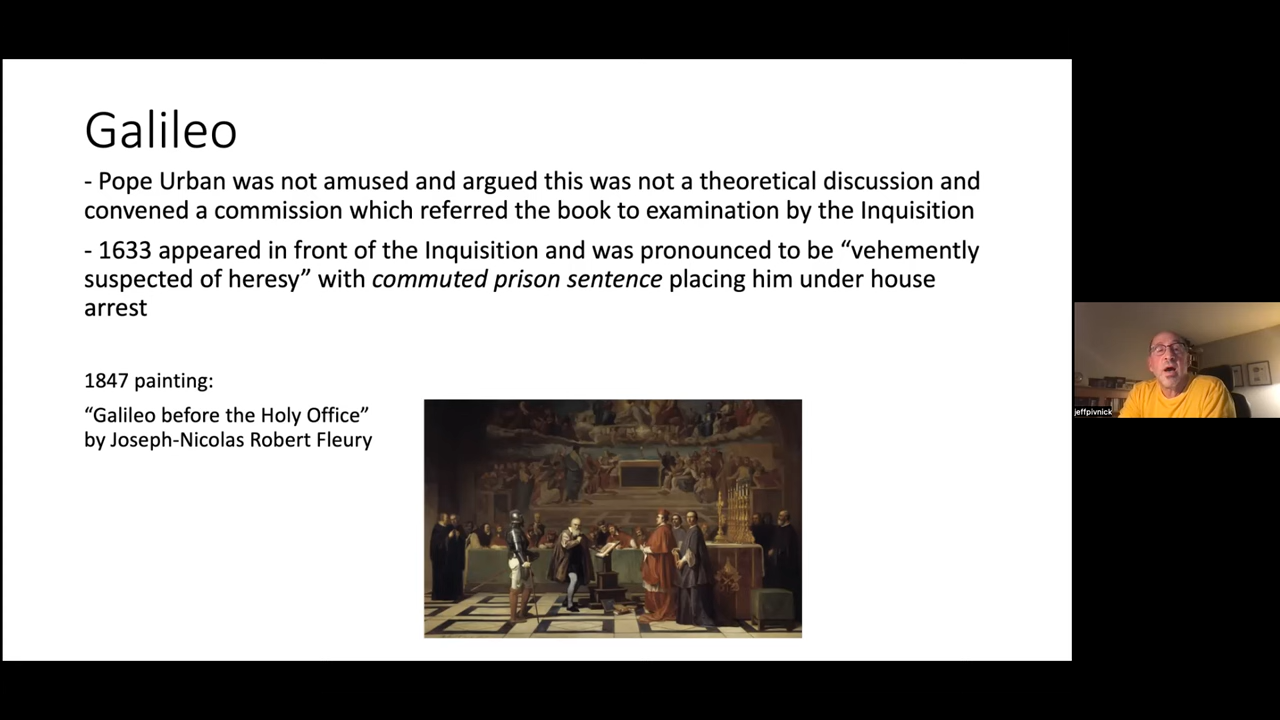 Galileo
- Pope Urban was not amused and argued this was not a theoretical discussion and
convened a commission which referred the book to examination by the Inquisition
- 1633 appeared in front of the Inquisition and was pronounced to be “vehemently
suspected of heresy” with commuted prison sentence placing him under house
arrest
1847 painting:
“Galileo before the Holy Office”
by Joseph-Nicolas Robert Fleury
jeffpivnick